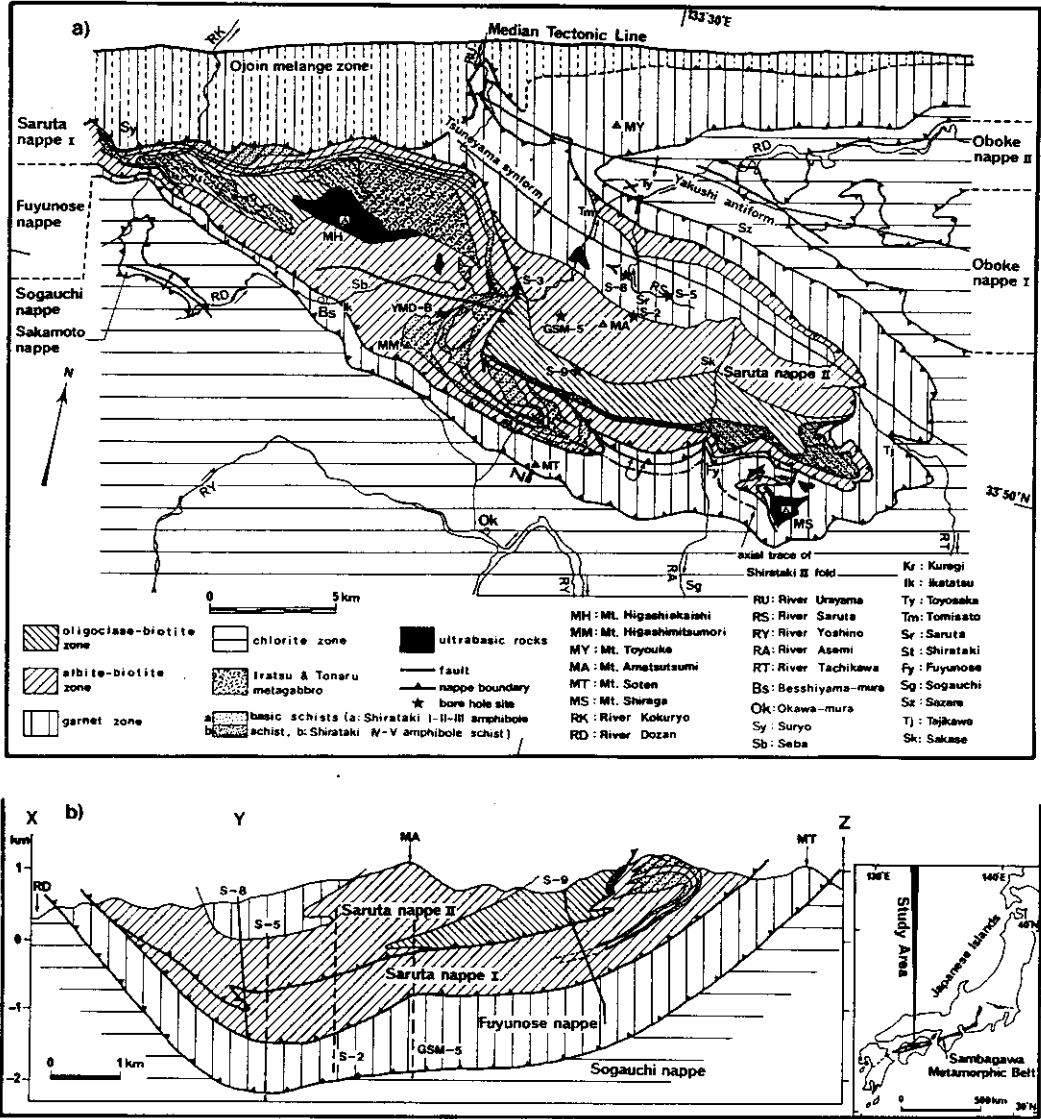 a)
133°30'E
Median Tectonic Line
RK
RU
Ojoin melange zone
Saruta
nappe I
Sy
Tsuneyama synform
MY
RD
Oboke
nappe II
Ty
Yakushi antiform
Sz
Tm
Fuyunose
nappe
MH
S-3
S-8
RS
S-5
Sr
S-2
Oboke
nappe I
Sogauchi
nappe
RD
Sb
Bs
YMD-B
GSM-5
MA
Sakamoto
nappe
MM
S-9
Sk
Saruta nappe II
N
MT
Fy
Tj
RY
Ok
MS
33°50'N
RY
RA
Sg
axial trace of
Shirataki III fold
RT
0 5 km
oligoclase-biotite
zone
albite-biotite
zone
garnet zone
chlorite zone
Iratsu & Tonaru
metagabbro
basic schists (a: Shirataki I-II-III amphibole
schist, b: Shirataki IV-V amphibole schist)
a
b
ultrabasic rocks
fault
nappe boundary
bore hole site
MH : Mt. Higashiakaishi
MM : Mt. Higashimitsumori
MY : Mt. Toyouke
MA : Mt. Ametsutsumi
MT : Mt. Soten
MS : Mt. Shiraga
RK : River Kokuryo
RD : River Dozan
RU : River Urayama
RS : River Saruta
RY : River Yoshino
RA : River Asemi
RT : River Tachikawa
Bs : Besshiyama-mura
Ok : Okawa-mura
Sy : Suryo
Sb : Seba
Kr : Kuregi
Ik : Ikatatsu
Ty : Toyosaka
Tm : Tomisato
Sr : Saruta
St : Shirataki
Fy : Fuyunose
Sg : Sogauchi
Sz : Sazare
Tj : Tajikawa
Sk : Sakase
b)
X
Y
MA
MT
Z
km
1
0
-1
-2
RD
S-8
S-5
S-9
Saruta nappe II
Saruta nappe I
Fuyunose nappe
S-2
GSM-5
Sogauchi nappe
0 1 km
130°E
140°E
40°N
Study Area
Japanese Islands
Sambagawa
Metamorphic Belt
0 500 km
30°N